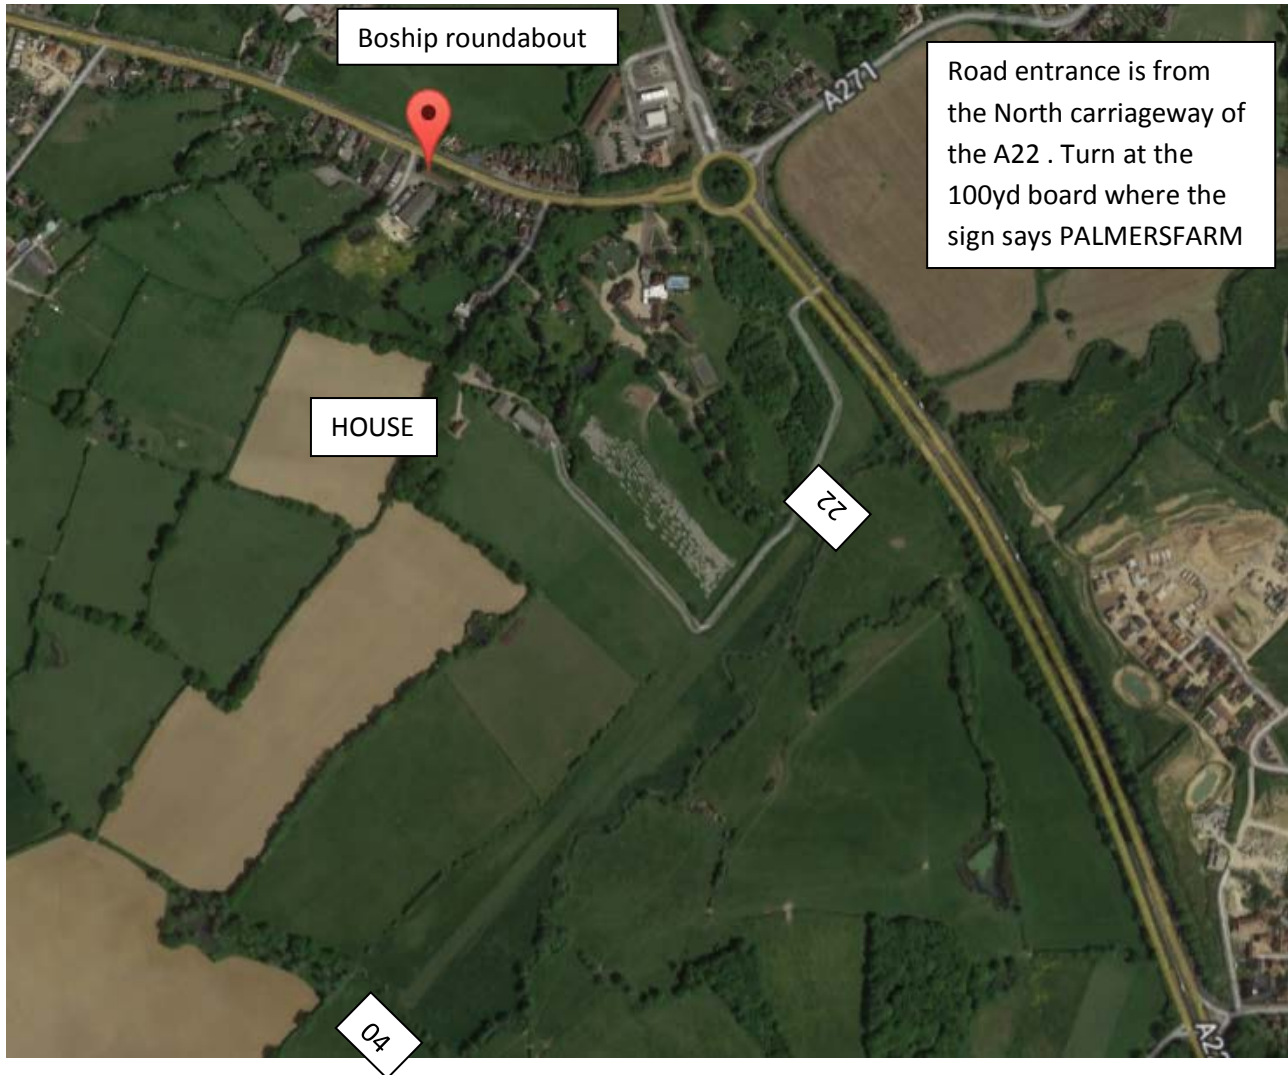 Boship roundabout
A271
Road entrance is from
the North carriageway of
the A22 . Turn at the
100yd board where the
sign says PALMERSFARM
HOUSE
22
04